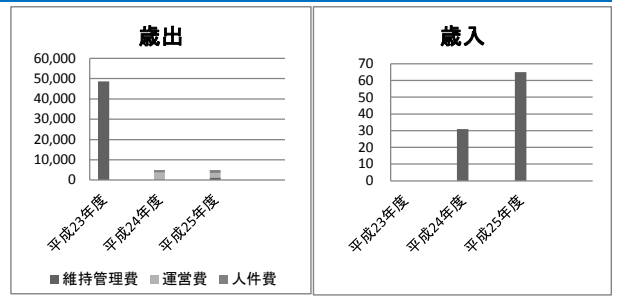 歳出
60,000
50,000
40,000
30,000
20,000
10,000
0
平成23年度
平成24年度
平成25年度
■維持管理費 ■運営費 ■人件費
歳入
70
60
50
40
30
20
10
0
平成23年度
平成24年度
平成25年度